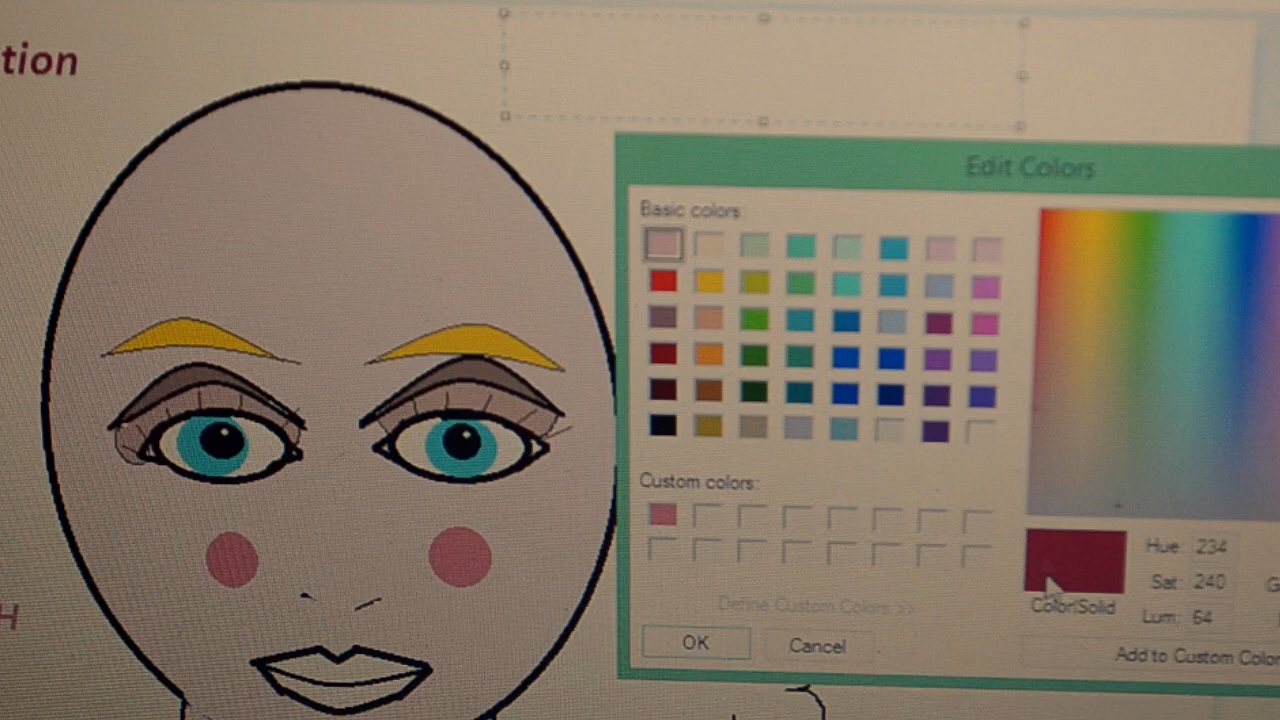 tion
Edit Colors
Basic colors:
Custom colors:
Hue: 234
Sat: 240
G
Color|Solid
Lum: 64
Define Custom Colors >>
H
OK
Cancel
Add to Custom Color